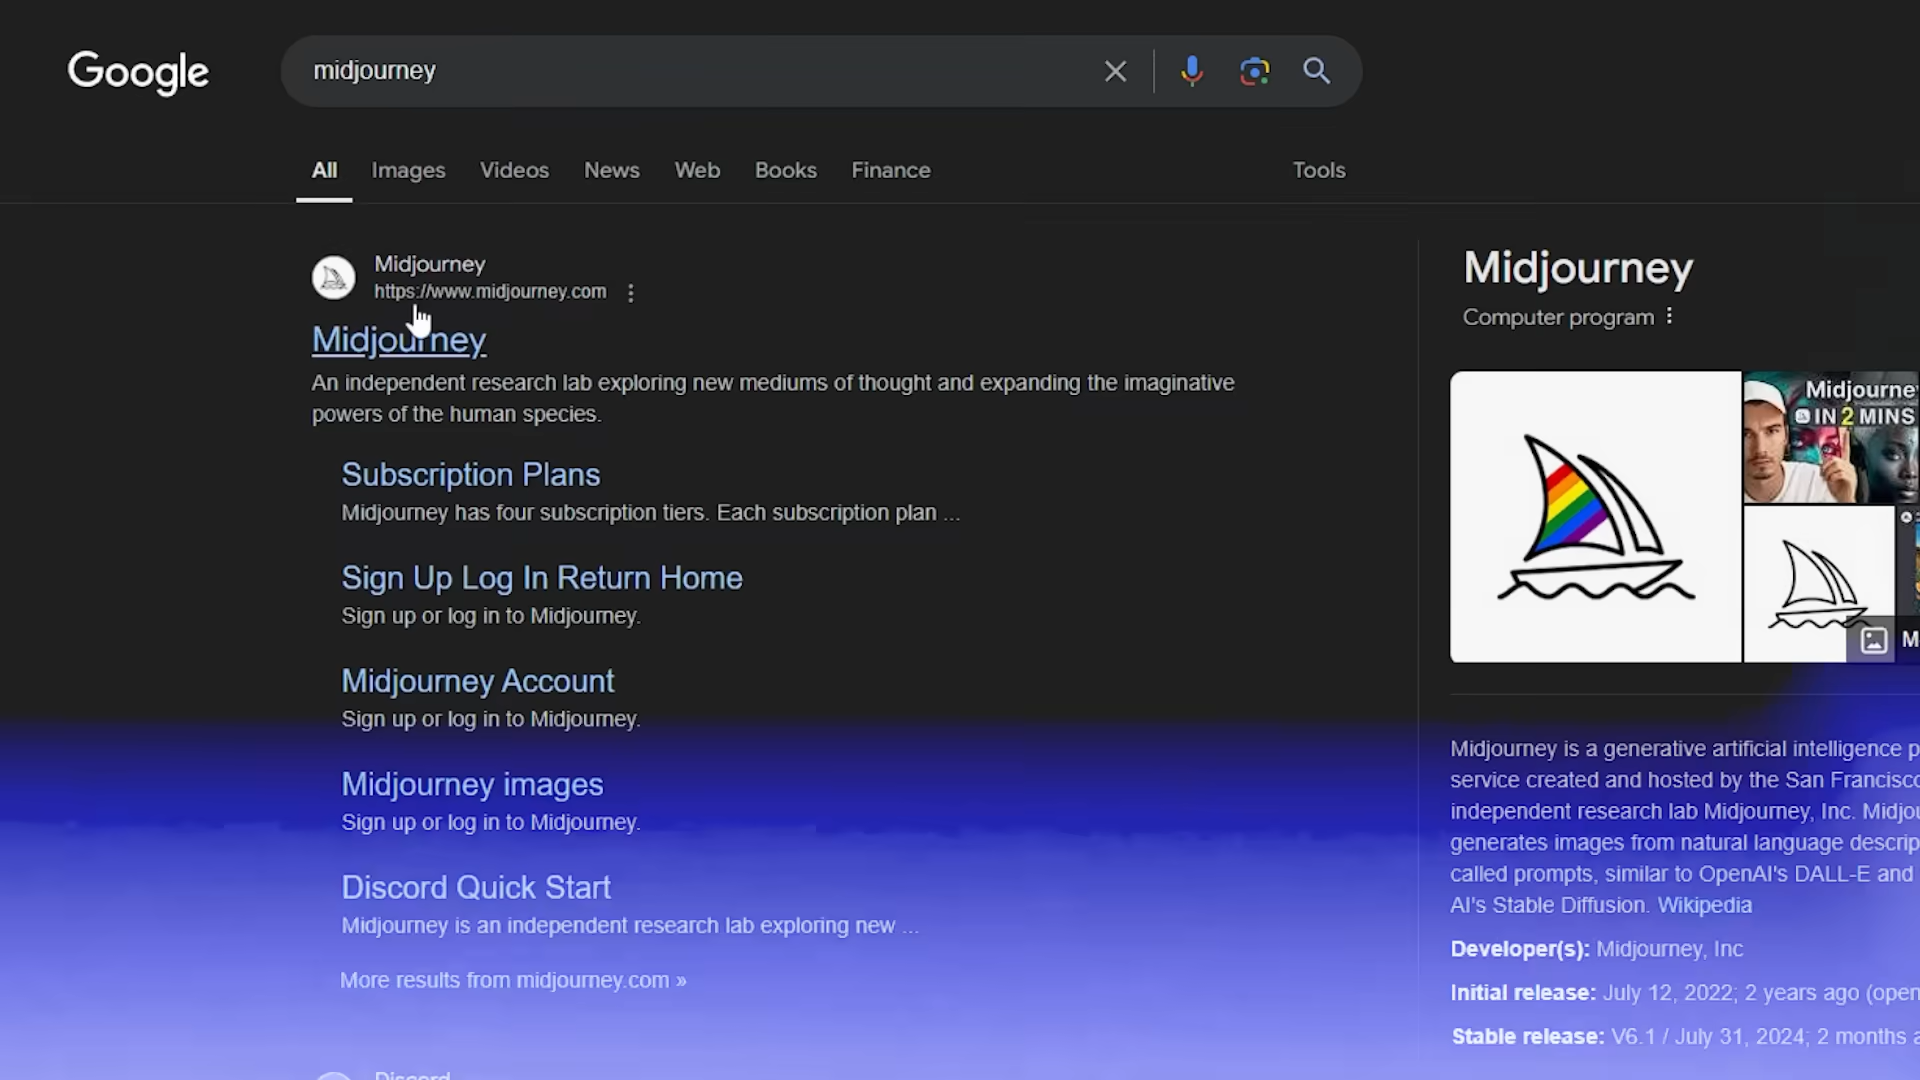 Google
midjourney
All Images Videos News Web Books Finance Tools
Midjourney
https://www.midjourney.com
Midjourney
An independent research lab exploring new mediums of thought and expanding the imaginative
powers of the human species.
Subscription Plans
Midjourney has four subscription tiers. Each subscription plan ...
Sign Up Log In Return Home
Sign up or log in to Midjourney.
Midjourney Account
Sign up or log in to Midjourney.
Midjourney images
Sign up or log in to Midjourney.
Discord Quick Start
Midjourney is an independent research lab exploring new ...
More results from midjourney.com »
Discord
Midjourney
Computer program
Midjourne
IN 2 MINS
M
Midjourney is a generative artificial intelligence p
service created and hosted by the San Francisco
independent research lab Midjourney, Inc. Midjou
generates images from natural language descrip
called prompts, similar to OpenAI's DALL-E and
AI's Stable Diffusion. Wikipedia
Developer(s): Midjourney, Inc
Initial release: July 12, 2022; 2 years ago (open
Stable release: V6.1 / July 31, 2024; 2 months a